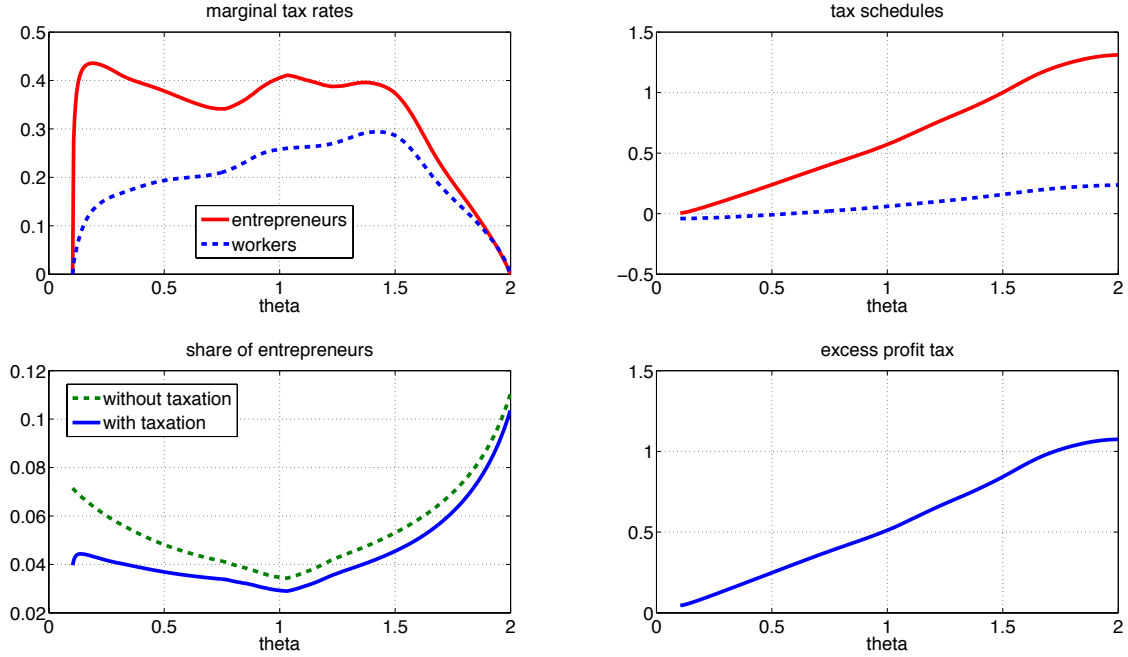 marginal tax rates
0.5
0.4
0.3
0.2
0.1
0
entrepreneurs
workers
0 0.5 1 1.5 2
theta
tax schedules
1.5
1
0.5
0
−0.5
0 0.5 1 1.5 2
theta
share of entrepreneurs
0.12
0.1
0.08
0.06
0.04
0.02
without taxation
with taxation
0 0.5 1 1.5 2
theta
excess profit tax
1.5
1
0.5
0
0 0.5 1 1.5 2
theta